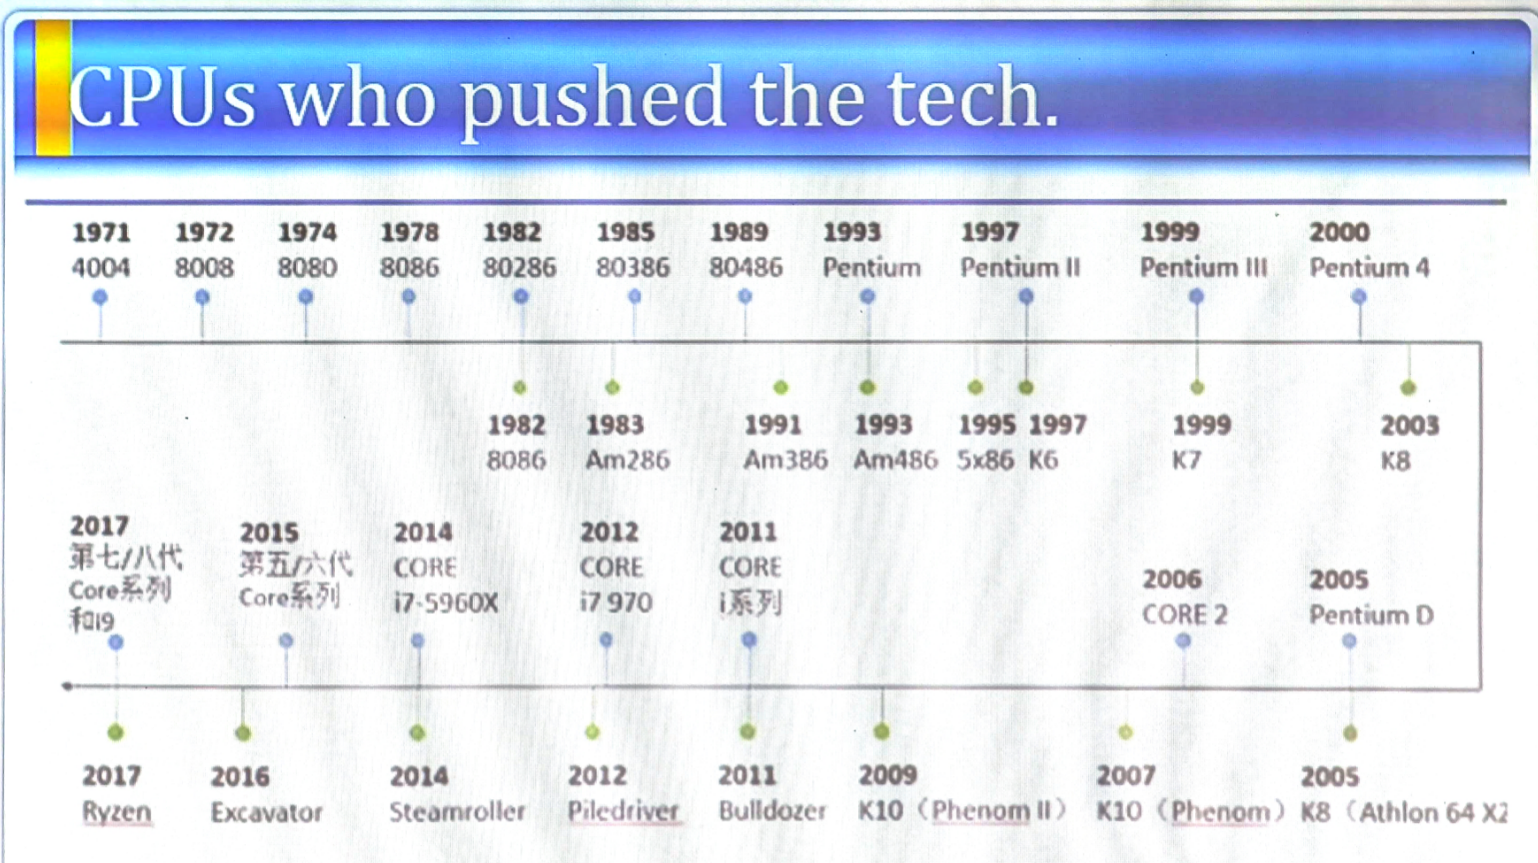 CPUs who pushed the tech.
1971 1972 1974 1978 1982 1985 1989 1993 1997 1999 2000
4004 8008 8080 8086 80286 80386 80486 Pentium Pentium II Pentium III Pentium 4
1982 1983 1991 1993 1995 1997 1999 2003
8086 Am286 Am386 Am486 5x86 K6 K7 K8
2017
第七/八代
Core系列
和i9
2015
第五/六代
Core系列
2014
CORE
i7-5960X
2012
CORE
i7 970
2011
CORE
i系列
2006
CORE 2
2005
Pentium D
2017 2016 2014 2012 2011 2009 2007 2005
Ryzen Excavator Steamroller Piledriver Bulldozer K10（Phenom II） K10（Phenom） K8（Athlon 64 X2